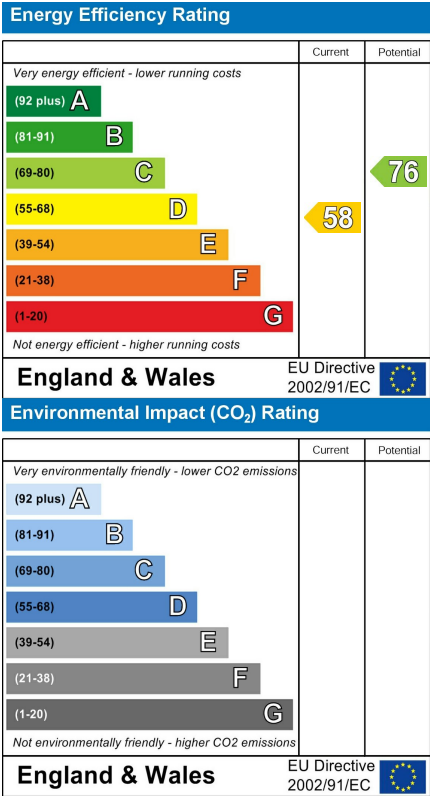 Energy Efficiency Rating
Current Potential
Very energy efficient - lower running costs
(92 plus) A
(81-91) B
(69-80) C
(55-68) D
(39-54) E
(21-38) F
(1-20) G
58
76
Not energy efficient - higher running costs
England & Wales
EU Directive
2002/91/EC
Environmental Impact (CO₂) Rating
Current Potential
Very environmentally friendly - lower CO2 emissions
(92 plus) A
(81-91) B
(69-80) C
(55-68) D
(39-54) E
(21-38) F
(1-20) G
Not environmentally friendly - higher CO2 emissions
England & Wales
EU Directive
2002/91/EC